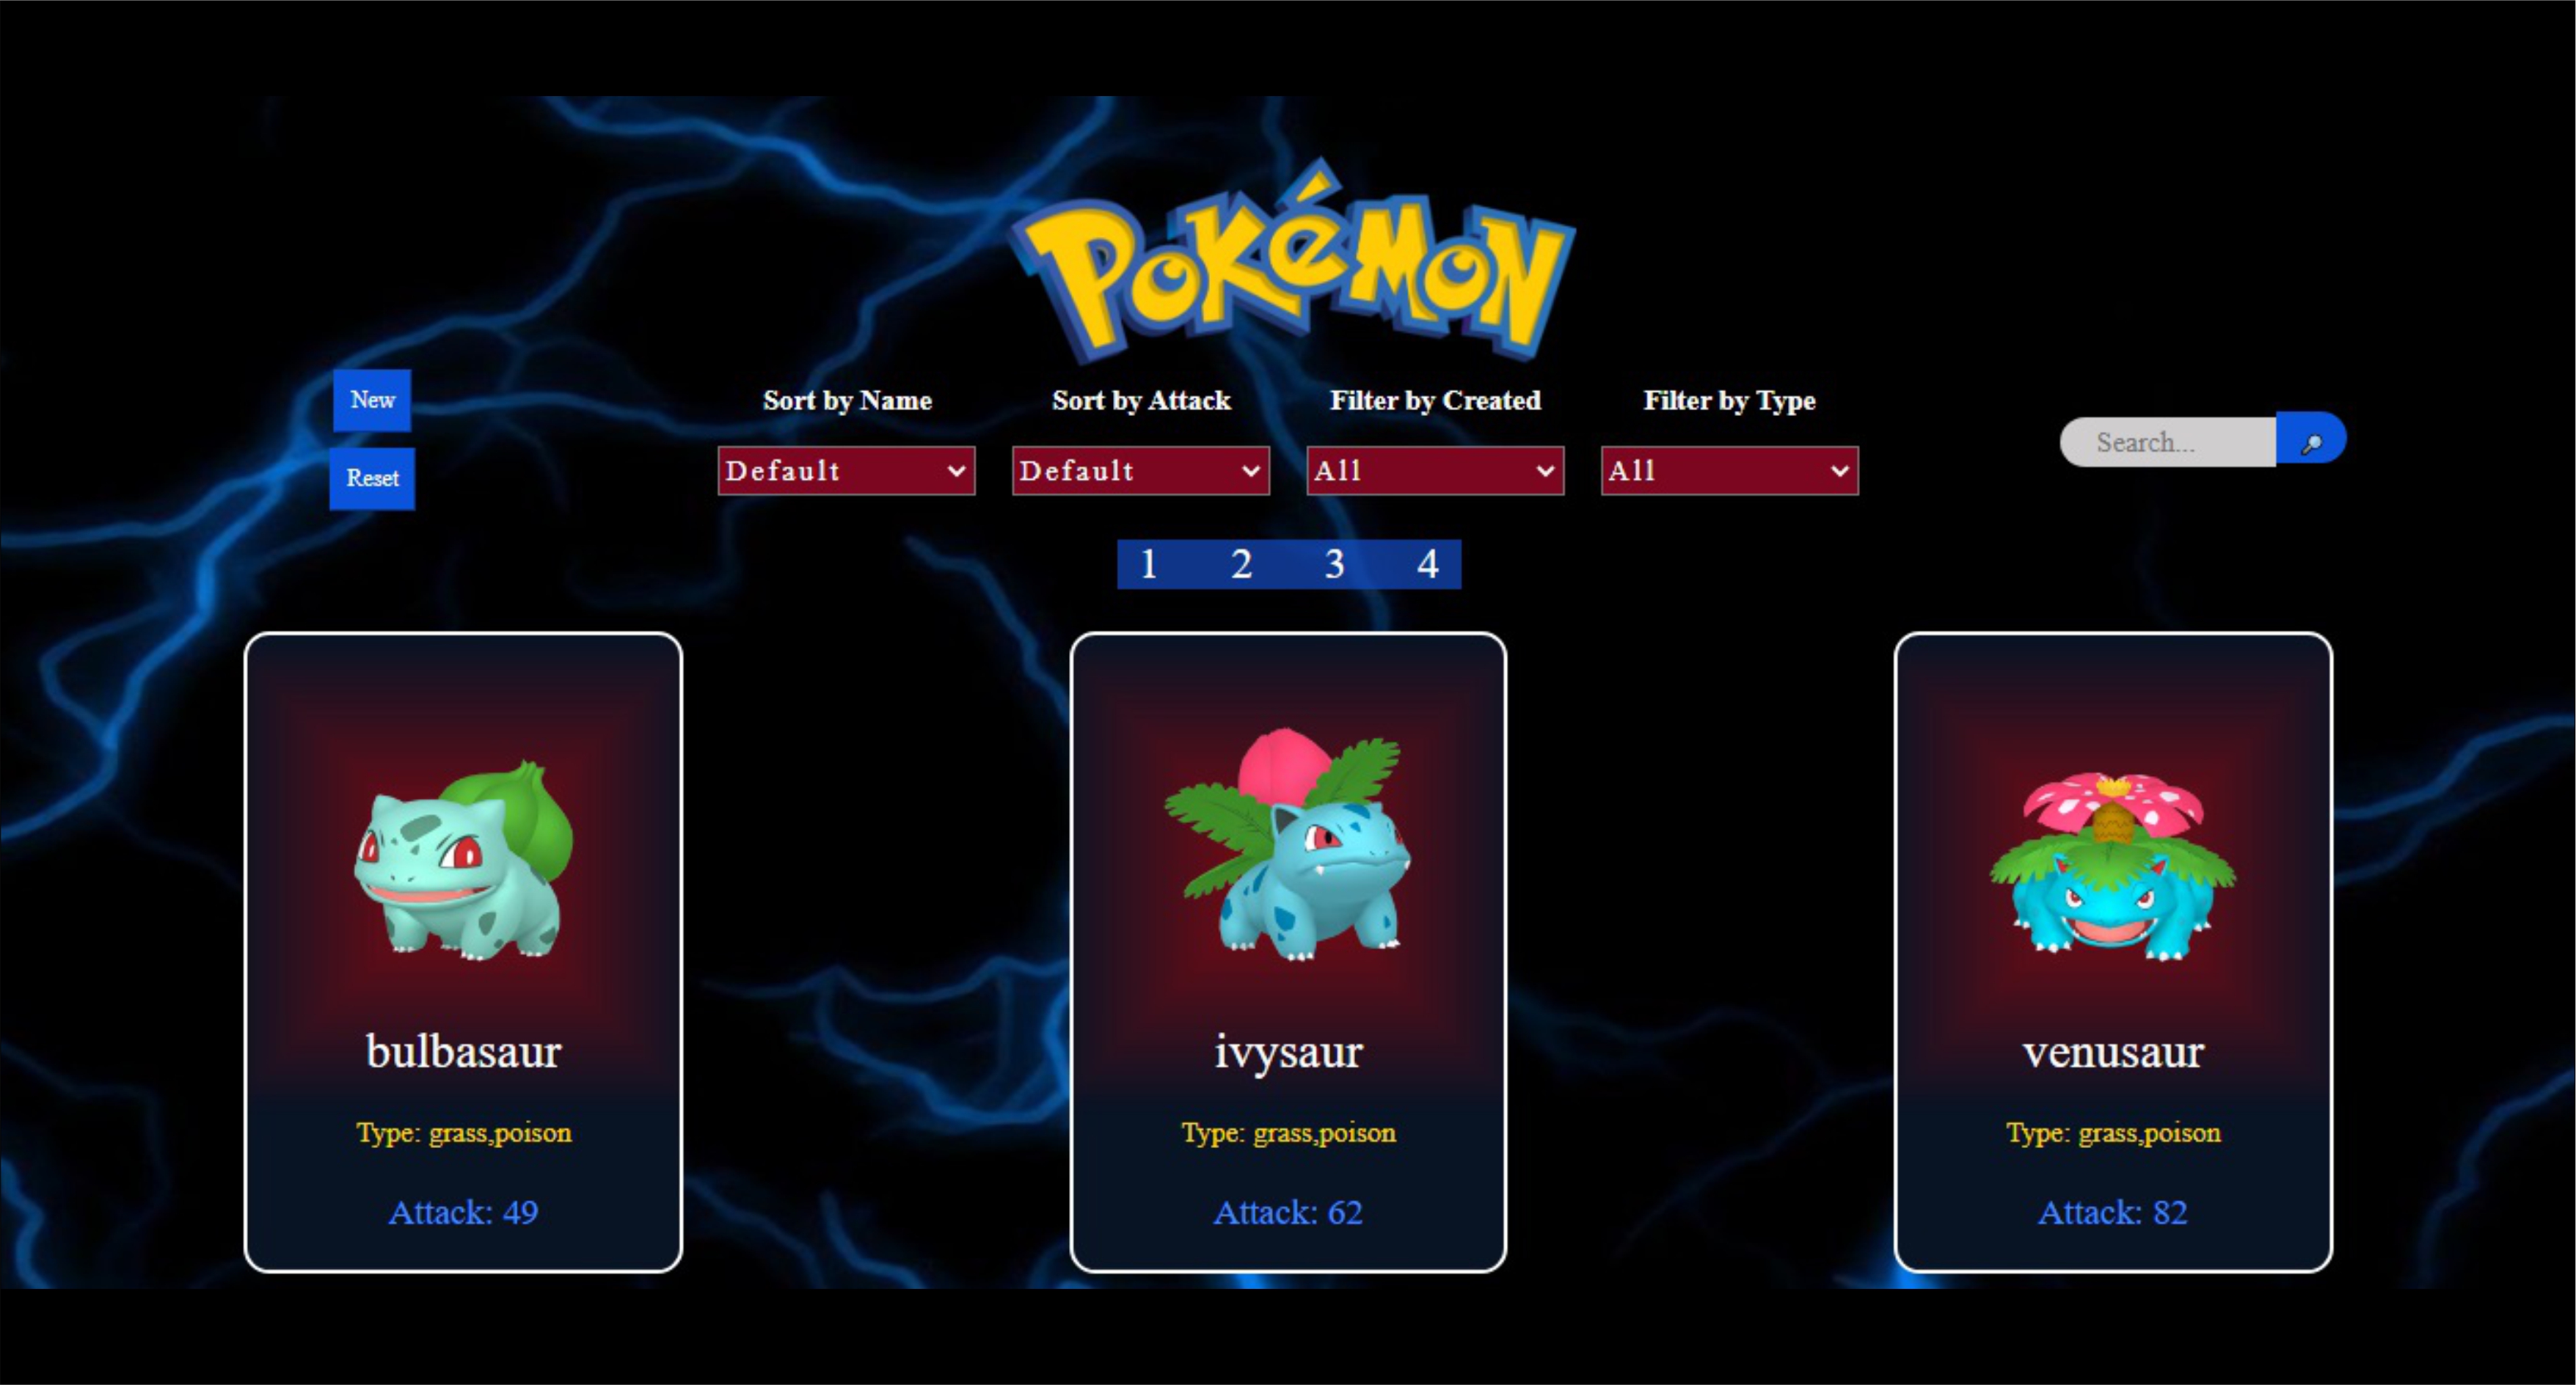 POKéMON
New
Reset
Sort by Name
Default
Sort by Attack
Default
Filter by Created
All
Filter by Type
All
Search...
1 2 3 4
bulbasaur
Type: grass,poison
Attack: 49
ivysaur
Type: grass,poison
Attack: 62
venusaur
Type: grass,poison
Attack: 82